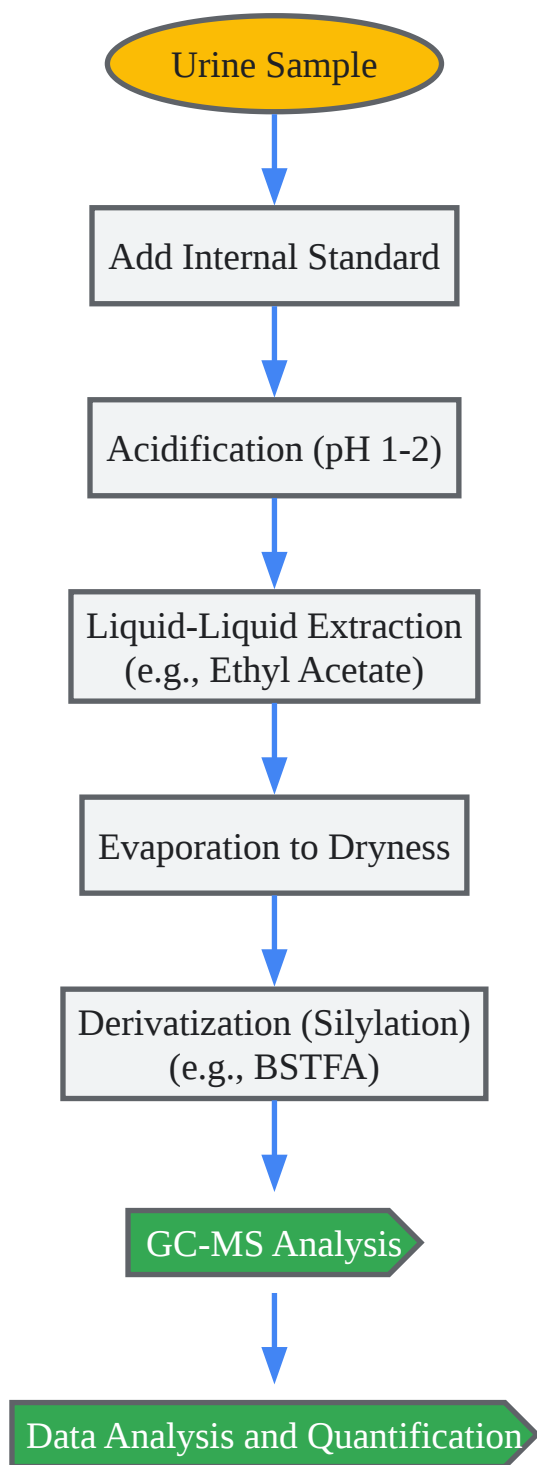 Urine Sample
Add Internal Standard
Acidification (pH 1-2)
Liquid-Liquid Extraction
(e.g., Ethyl Acetate)
Evaporation to Dryness
Derivatization (Silylation)
(e.g., BSTFA)
GC-MS Analysis
Data Analysis and Quantification